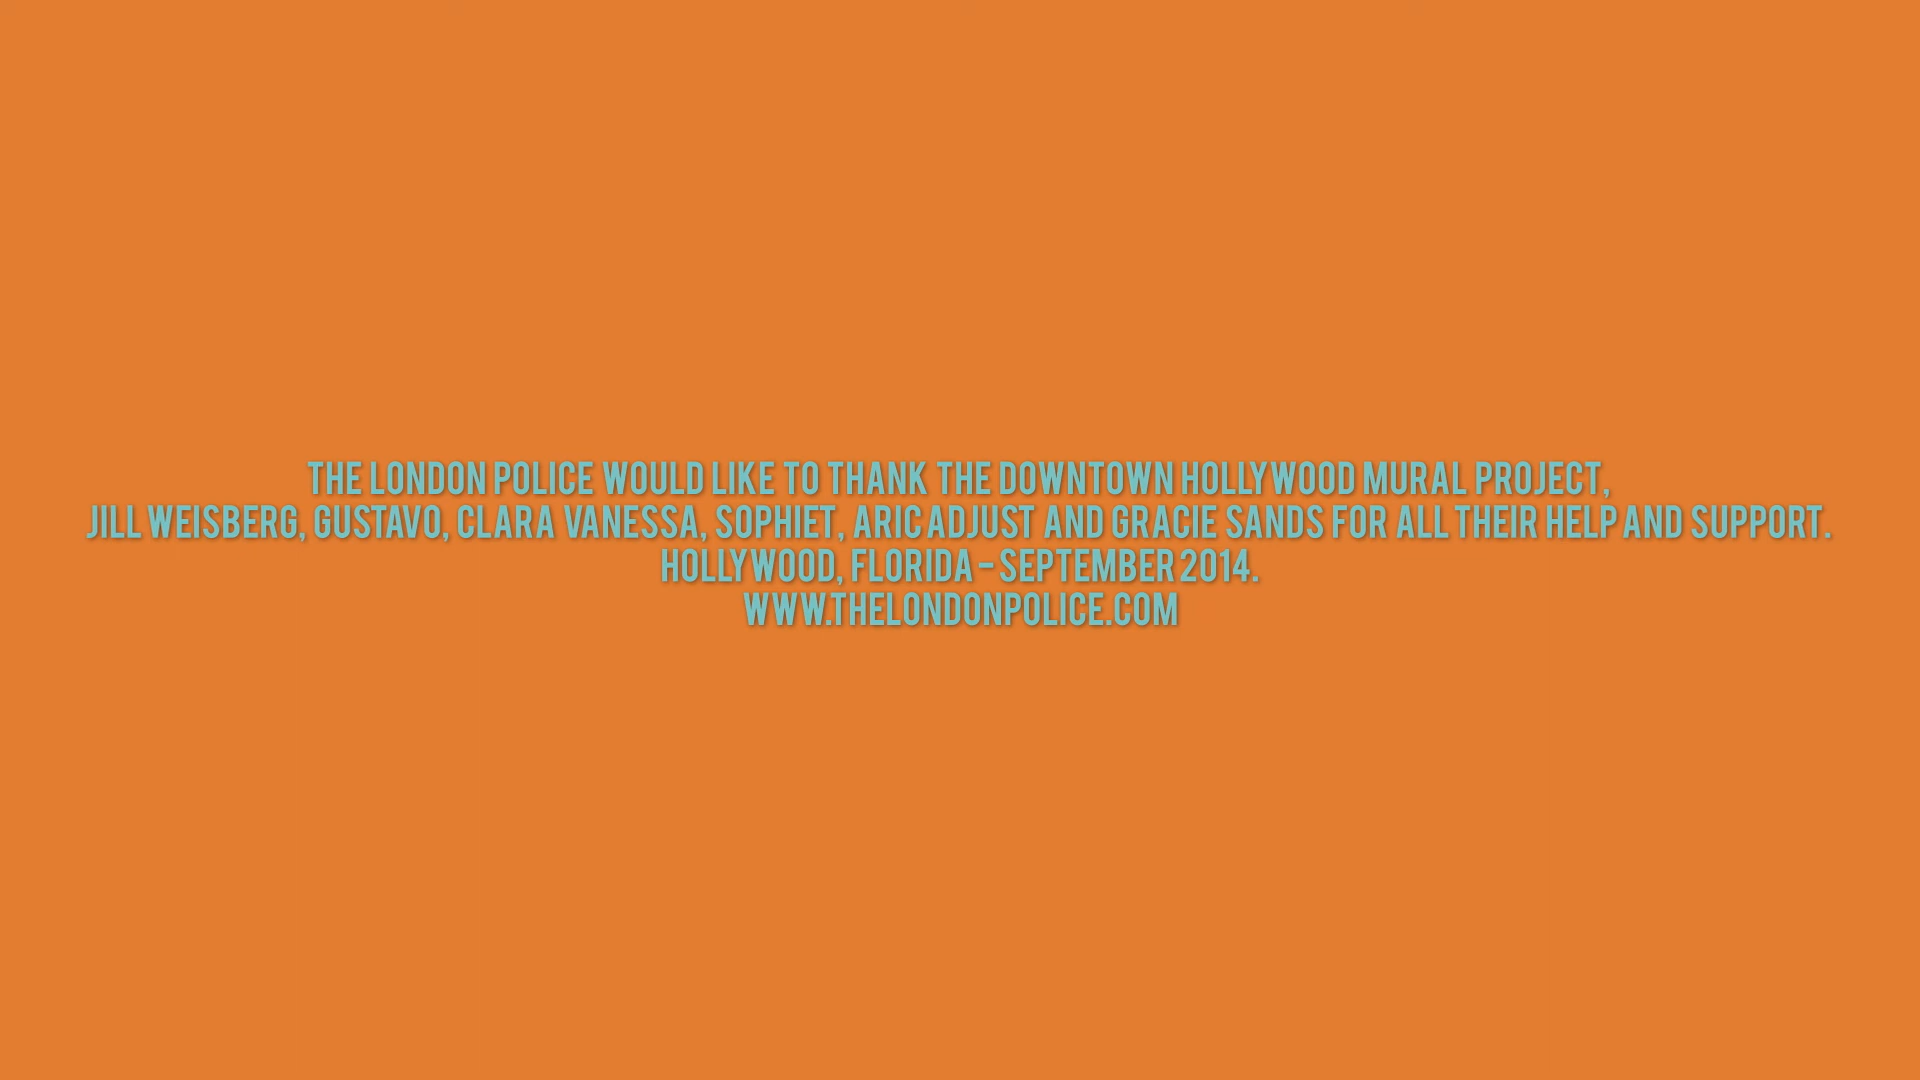 THE LONDON POLICE WOULD LIKE TO THANK THE DOWNTOWN HOLLYWOOD MURAL PROJECT,
JILL WEISBERG, GUSTAVO, CLARA VANESSA, SOPHIET, ARIC ADJUST AND GRACIE SANDS FOR ALL THEIR HELP AND SUPPORT.
HOLLYWOOD, FLORIDA - SEPTEMBER 2014.
WWW.THELONDONPOLICE.COM